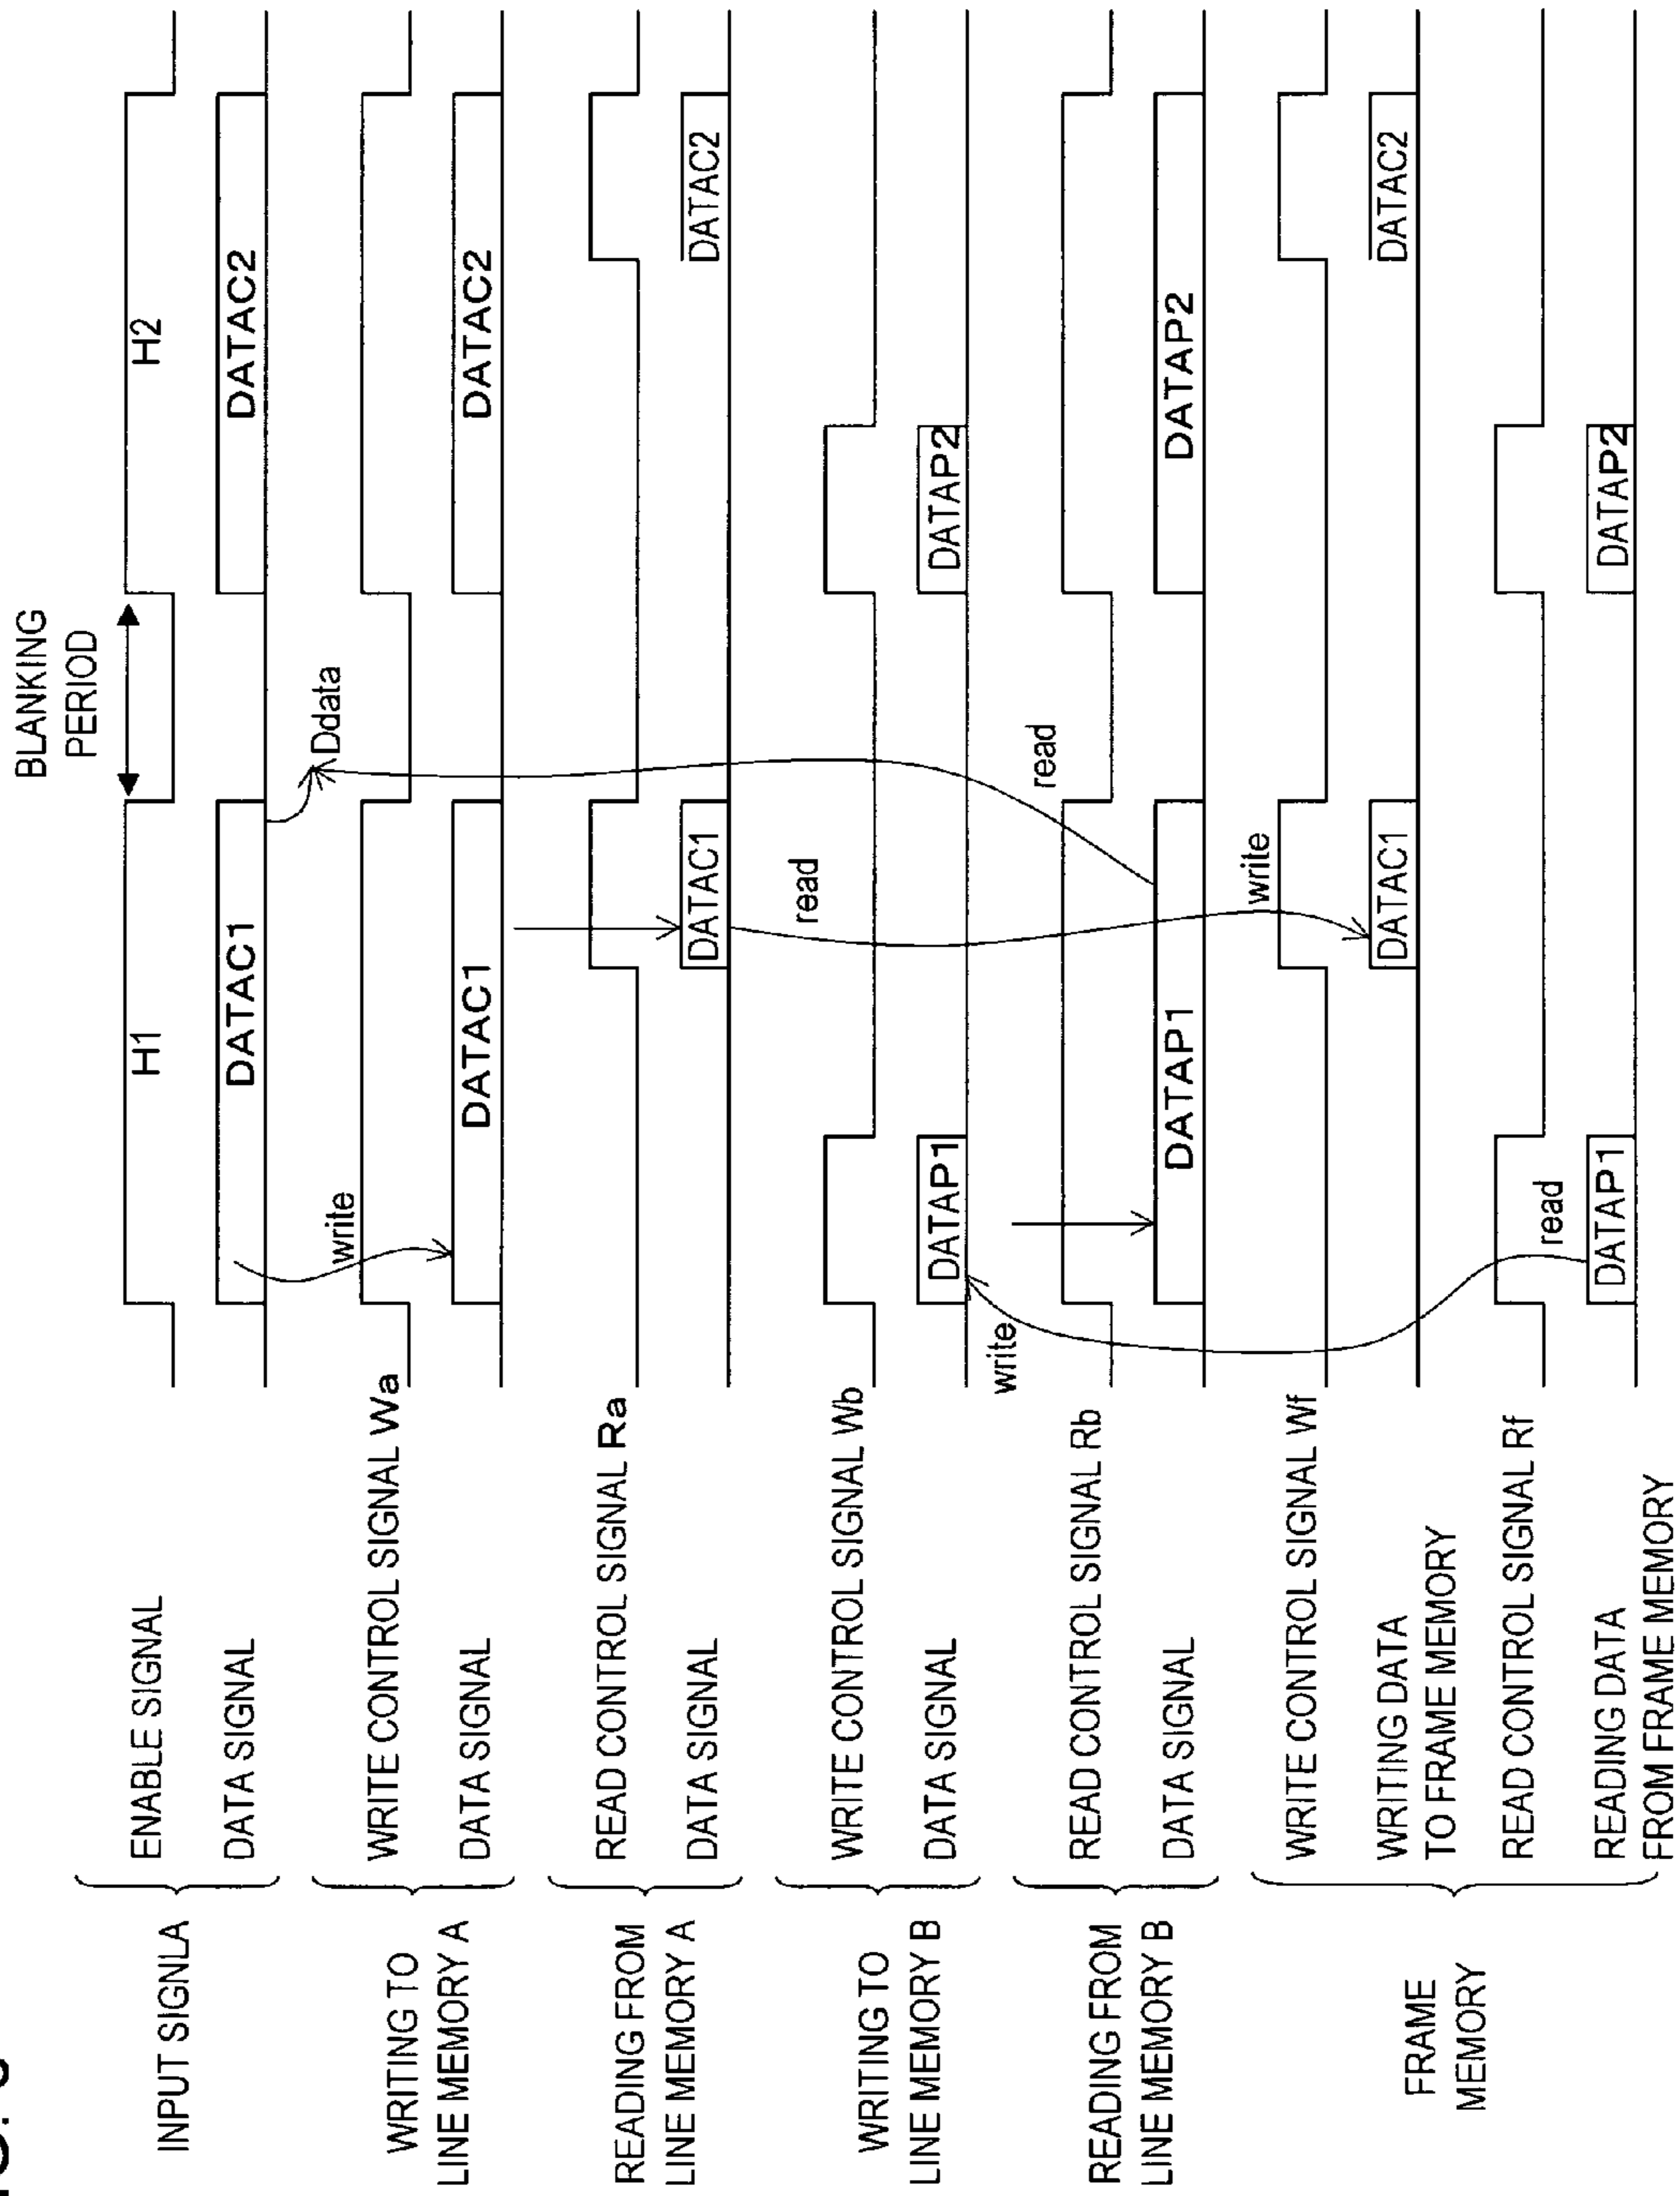 BLANKING
PERIOD
INPUT SIGNLA
ENABLE SIGNAL
H1
H2
DATA SIGNAL
DATAC1
DATAC2
Ddata
WRITING TO
LINE MEMORY A
WRITE CONTROL SIGNAL Wa
write
DATA SIGNAL
DATAC1
DATAC2
READING FROM
LINE MEMORY A
READ CONTROL SIGNAL Ra
DATA SIGNAL
DATAC1
DATAC2
read
WRITING TO
LINE MEMORY B
WRITE CONTROL SIGNAL Wb
DATA SIGNAL
DATAP1
DATAP2
write
read
READING FROM
LINE MEMORY B
READ CONTROL SIGNAL Rb
DATA SIGNAL
DATAP1
DATAP2
FRAME
MEMORY
WRITE CONTROL SIGNAL Wf
write
WRITING DATA
TO FRAME MEMORY
DATAC1
DATAC2
READ CONTROL SIGNAL Rf
read
READING DATA
FROM FRAME MEMORY
DATAP1
DATAP2